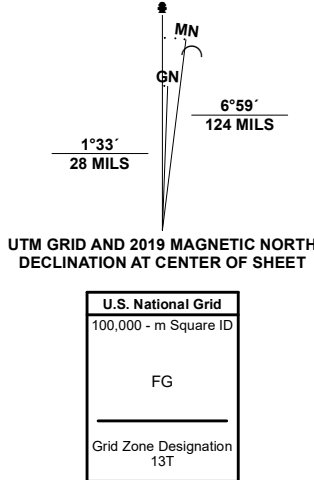 MN
GN
6°59´
124 MILS
1°33´
28 MILS
UTM GRID AND 2019 MAGNETIC NORTH
DECLINATION AT CENTER OF SHEET
U.S. National Grid
100,000 - m Square ID
FG
Grid Zone Designation
13T